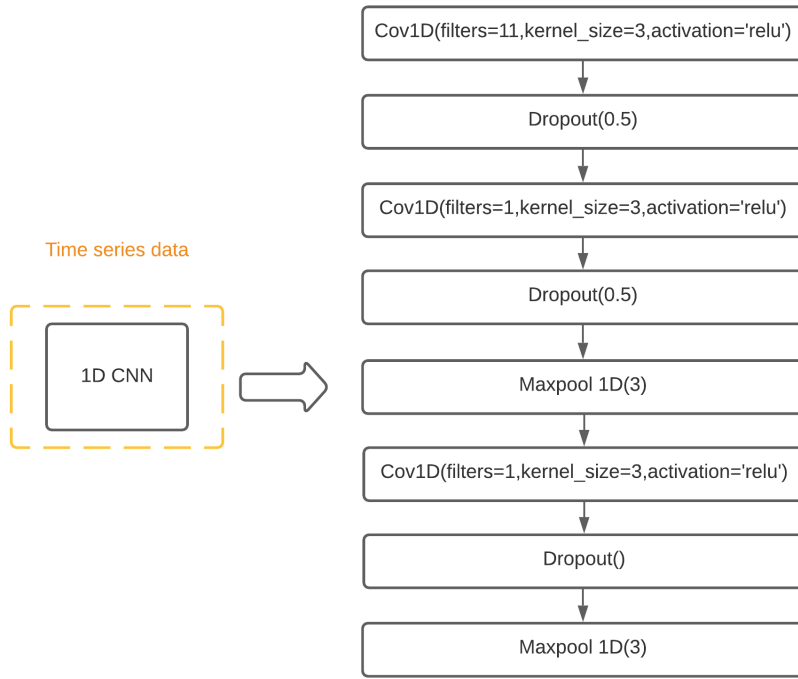 Time series data
1D CNN
Cov1D(filters=11,kernel_size=3,activation='relu')
Dropout(0.5)
Cov1D(filters=1,kernel_size=3,activation='relu')
Dropout(0.5)
Maxpool 1D(3)
Cov1D(filters=1,kernel_size=3,activation='relu')
Dropout()
Maxpool 1D(3)